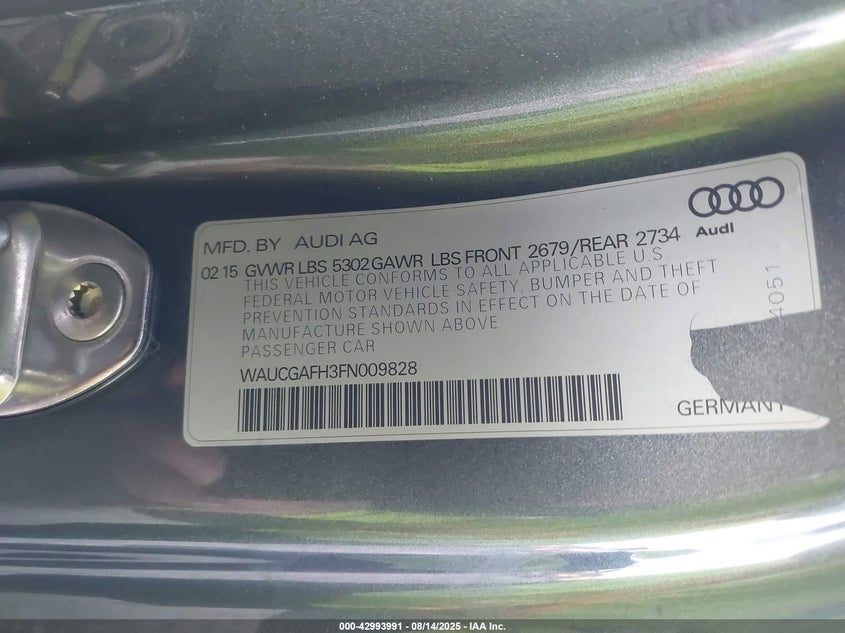 MFD. BY AUDI AG
Audi
02 15 GVWR LBS 5302 GAWR LBS FRONT 2679/REAR 2734
THIS VEHICLE CONFORMS TO ALL APPLICABLE U.S.
FEDERAL MOTOR VEHICLE SAFETY, BUMPER AND THEFT
PREVENTION STANDARDS IN EFFECT ON THE DATE OF
MANUFACTURE SHOWN ABOVE
PASSENGER CAR
WAUCGAFH3FN009828
4051
GERMANY
000-42993991 - 08/14/2025 - IAA Inc.